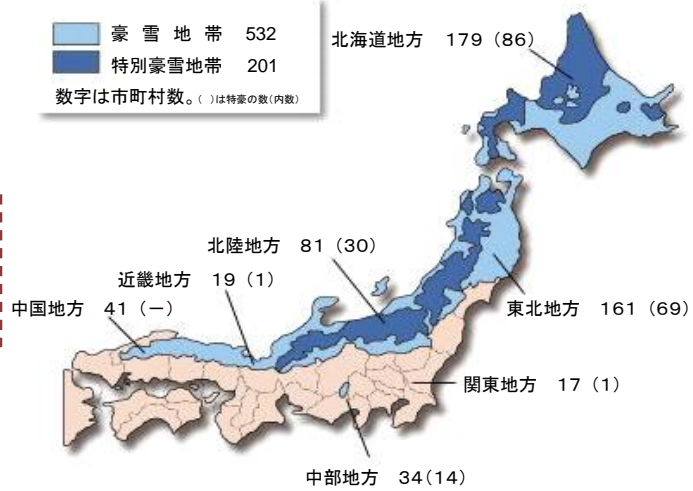 豪雪地帯 532
特別豪雪地帯 201
数字は市町村数。（ ）は特豪の数(内数)
北海道地方 179（86）
北陸地方 81（30）
近畿地方 19（1）
中国地方 41（－）
東北地方 161（69）
関東地方 17（1）
中部地方 34（14）